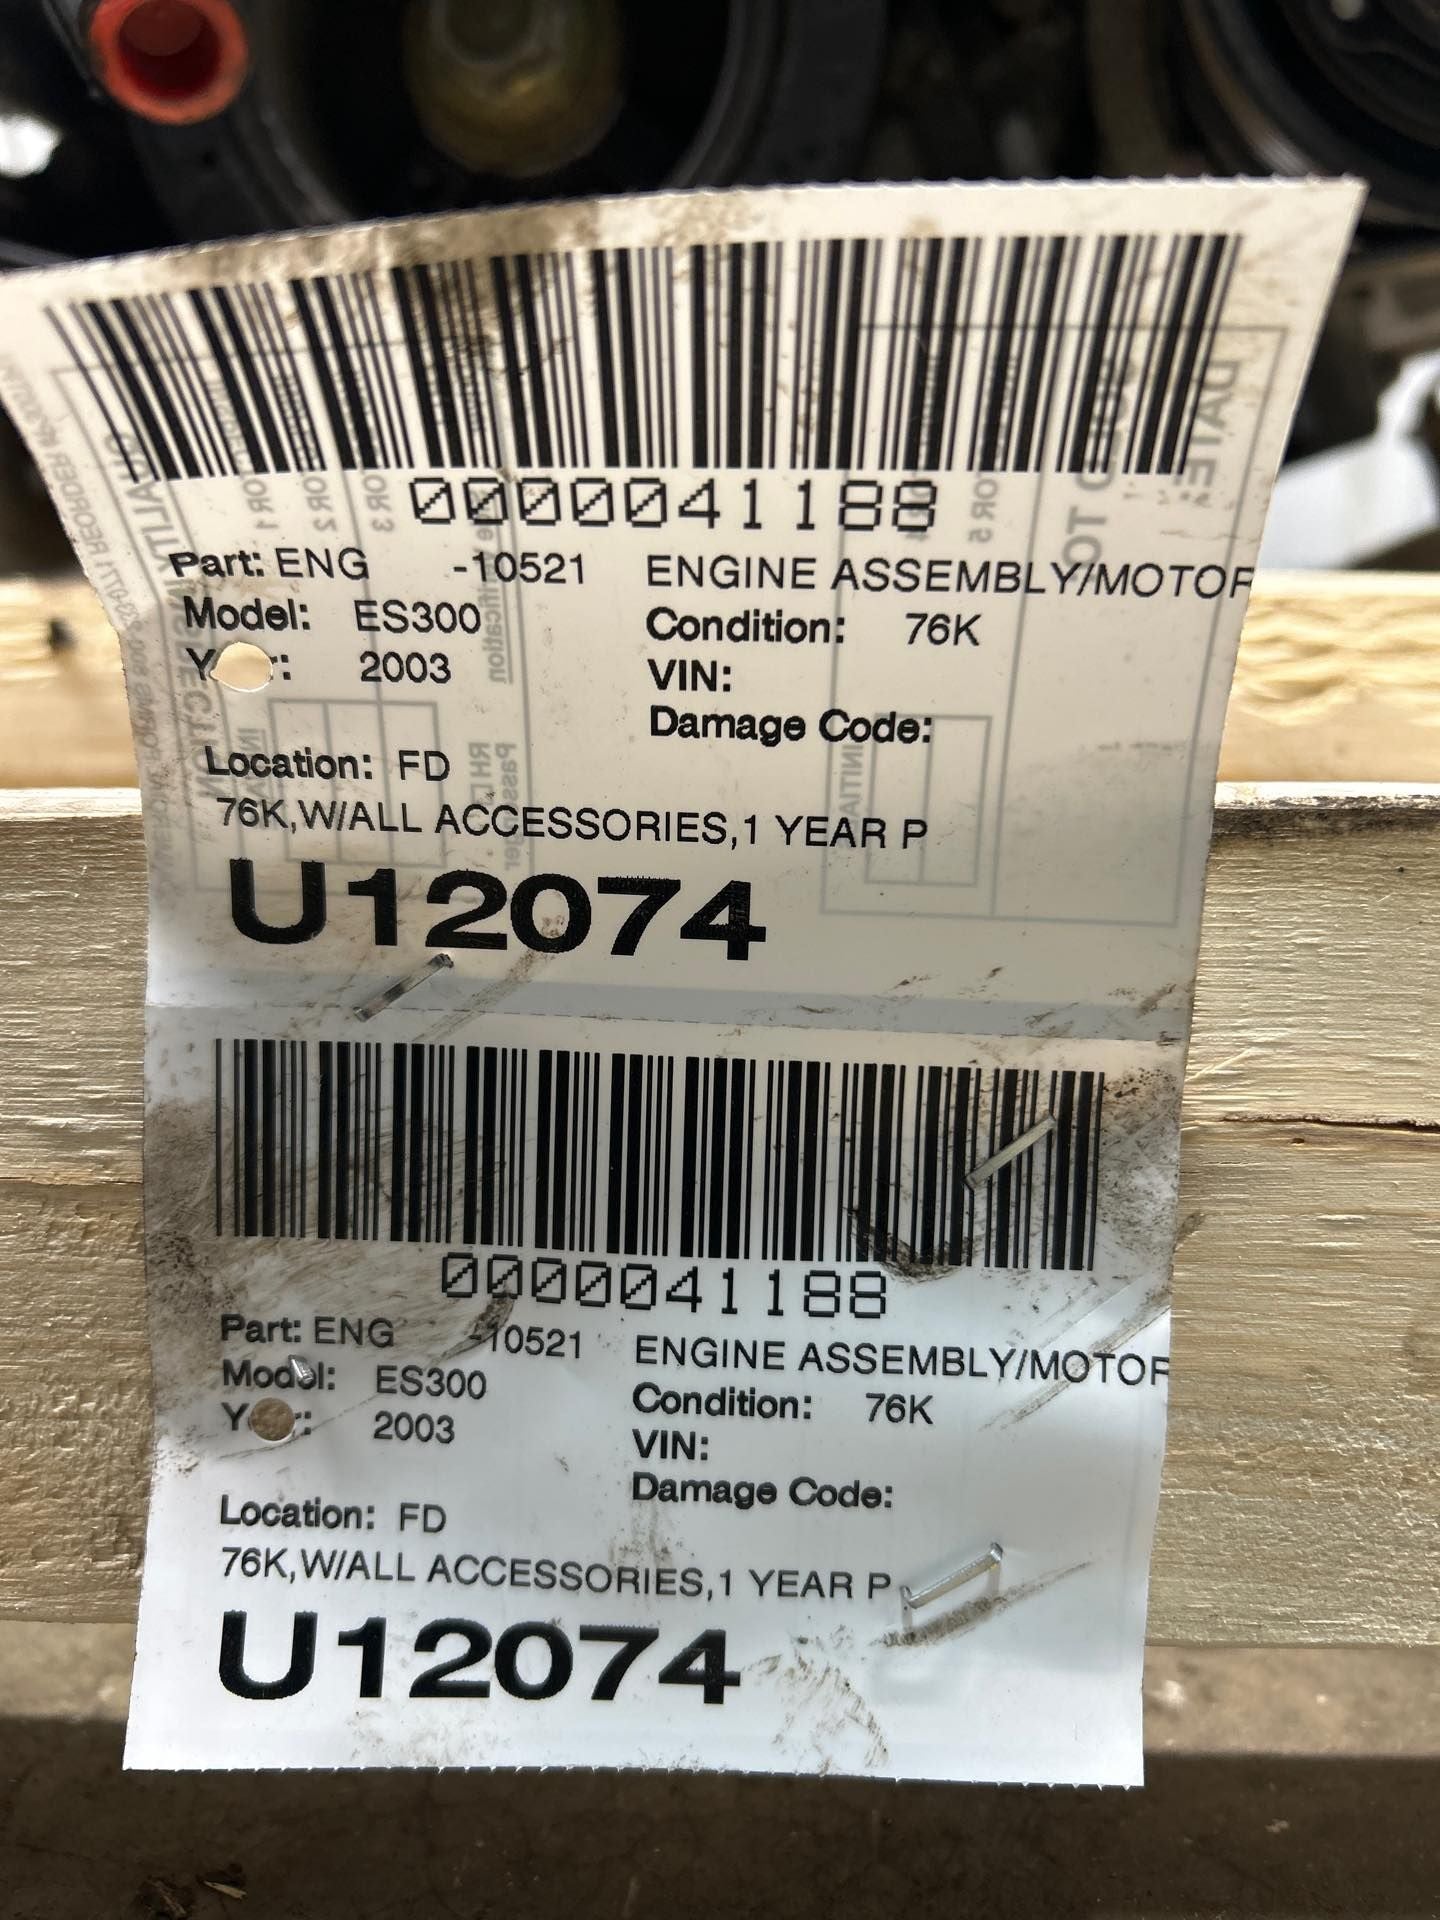 0000041188
Part: ENG -10521 ENGINE ASSEMBLY/MOTOR
Model: ES300 Condition: 76K
Y r: 2003 VIN:
Damage Code:
Location: FD
76K,W/ALL ACCESSORIES,1 YEAR P
U12074
0000041188
Part: ENG -10521 ENGINE ASSEMBLY/MOTOR
Model: ES300 Condition: 76K
Y r: 2003 VIN:
Damage Code:
Location: FD
76K,W/ALL ACCESSORIES,1 YEAR P
U12074